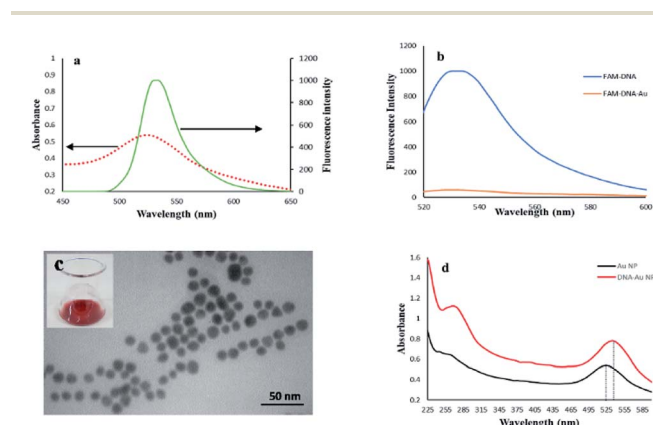 a
1
0.9
0.8
0.7
0.6
0.5
0.4
0.3
0.2
Absorbance
450
500
550
600
650
Wavelength (nm)
1200
1000
800
600
400
200
0
Fluorescence intensity
b
1200
1000
800
600
400
200
0
Fluorescence Intensity
520
540
560
580
600
Wavelength (nm)
FAM-DNA
FAM-DNA-Au
c
50 nm
d
1.6
1.4
1.2
1
0.8
0.6
0.4
0.2
Absorbance
225 255 285 315 345 375 405 435 465 495 525 555 585
Wavelength (nm)
Au NP
DNA-Au NP